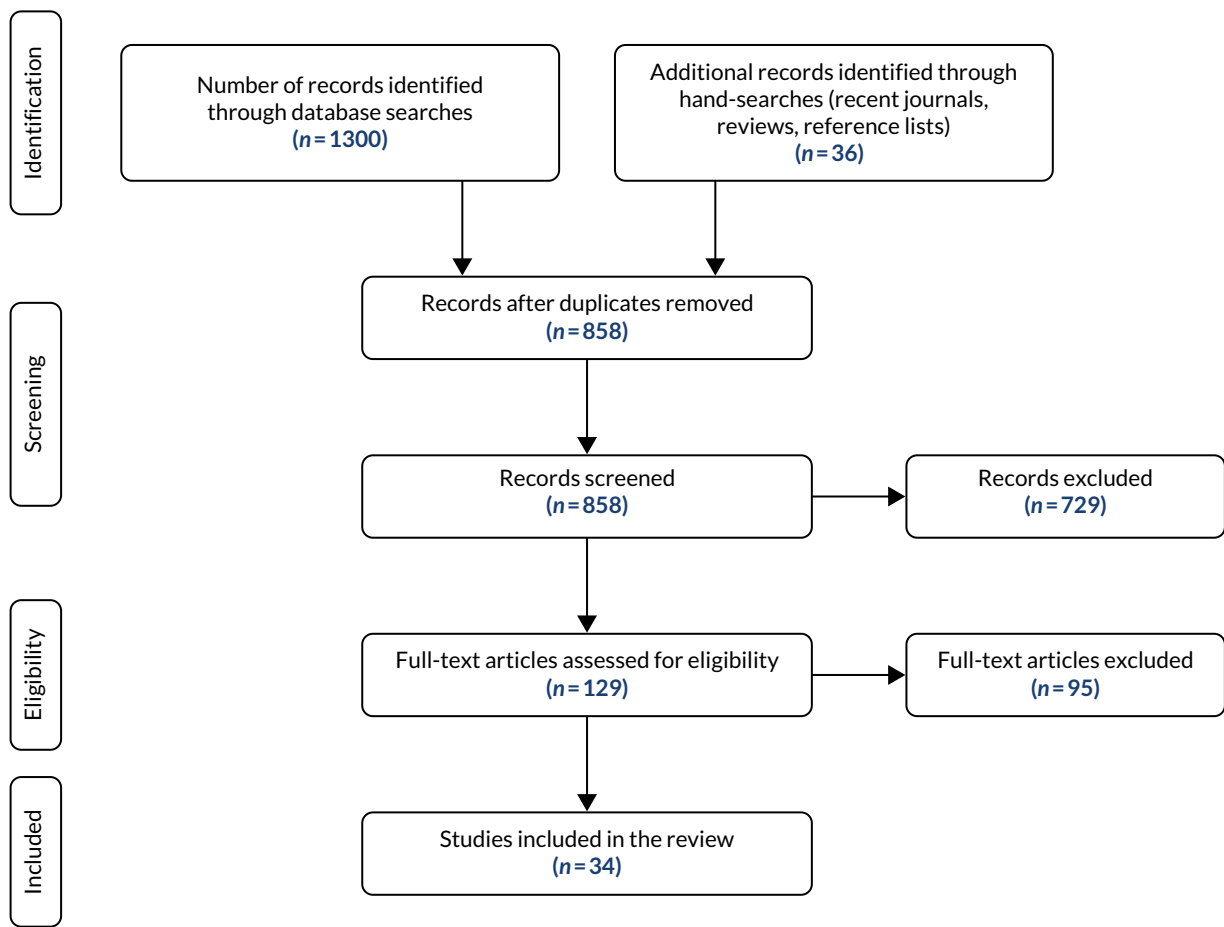 Identification
Number of records identified
through database searches
(n=1300)
Additional records identified through
hand-searches (recent journals,
reviews, reference lists)
(n=36)
Screening
Records after duplicates removed
(n=858)
Records screened
(n=858)
Records excluded
(n=729)
Eligibility
Full-text articles assessed for eligibility
(n=129)
Full-text articles excluded
(n=95)
Included
Studies included in the review
(n=34)